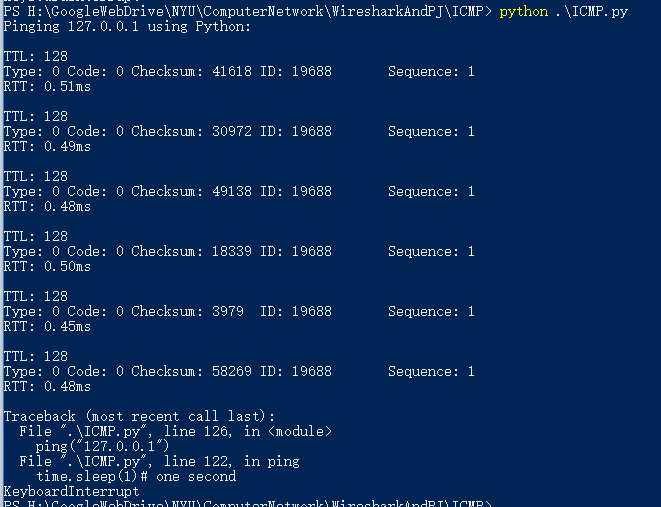 PS H:\GoogleWebDrive\NYU\ComputerNetwork\WiresharkAndPJ\ICMP> python .\ICMP.py
Pinging 127.0.0.1 using Python:
TTL: 128
Type: 0 Code: 0 Checksum: 41618 ID: 19688 Sequence: 1
RTT: 0.51ms
TTL: 128
Type: 0 Code: 0 Checksum: 30972 ID: 19688 Sequence: 1
RTT: 0.49ms
TTL: 128
Type: 0 Code: 0 Checksum: 49138 ID: 19688 Sequence: 1
RTT: 0.48ms
TTL: 128
Type: 0 Code: 0 Checksum: 18339 ID: 19688 Sequence: 1
RTT: 0.50ms
TTL: 128
Type: 0 Code: 0 Checksum: 3979 ID: 19688 Sequence: 1
RTT: 0.45ms
TTL: 128
Type: 0 Code: 0 Checksum: 58269 ID: 19688 Sequence: 1
RTT: 0.48ms
Traceback (most recent call last):
File ".\ICMP.py", line 126, in <module>
ping("127.0.0.1")
File ".\ICMP.py", line 122, in ping
time.sleep(1)# one second
KeyboardInterrupt
PS H:\GoogleWebDrive\NYU\ComputerNetwork\WiresharkAndPJ\ICMP>